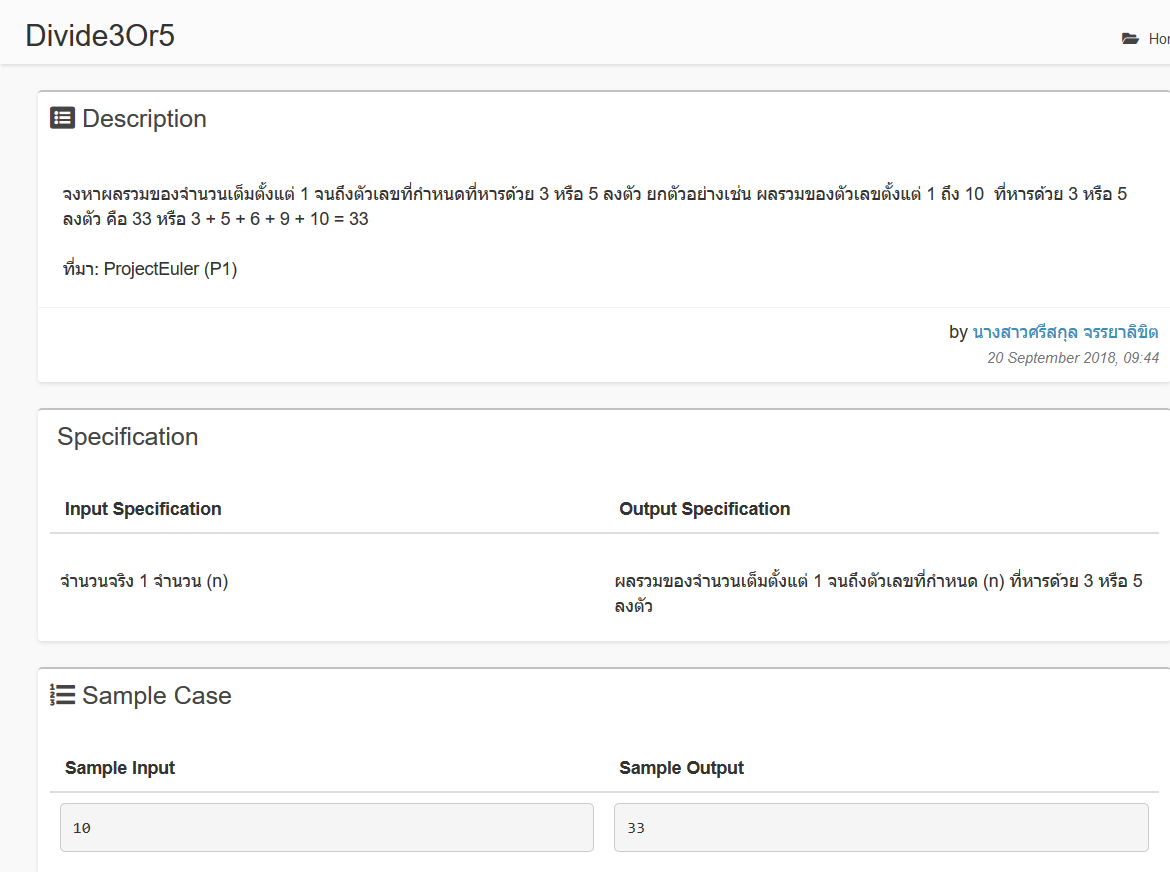 Divide3Or5
Description
จงหาผลรวมของจำนวนเต็มตั้งแต่ 1 จนถึงตัวเลขที่กำหนดที่หารด้วย 3 หรือ 5 ลงตัว ยกตัวอย่างเช่น ผลรวมของตัวเลขตั้งแต่ 1 ถึง 10 ที่หารด้วย 3 หรือ 5
ลงตัว คือ 33 หรือ 3 + 5 + 6 + 9 + 10 = 33
ที่มา: ProjectEuler (P1)
by นางสาวศรีสกุล จรรยาลิขิต
20 September 2018, 09:44
Specification
Input Specification
Output Specification
จำนวนจริง 1 จำนวน (n)
ผลรวมของจำนวนเต็มตั้งแต่ 1 จนถึงตัวเลขที่กำหนด (n) ที่หารด้วย 3 หรือ 5
ลงตัว
Sample Case
Sample Input
Sample Output
10
33